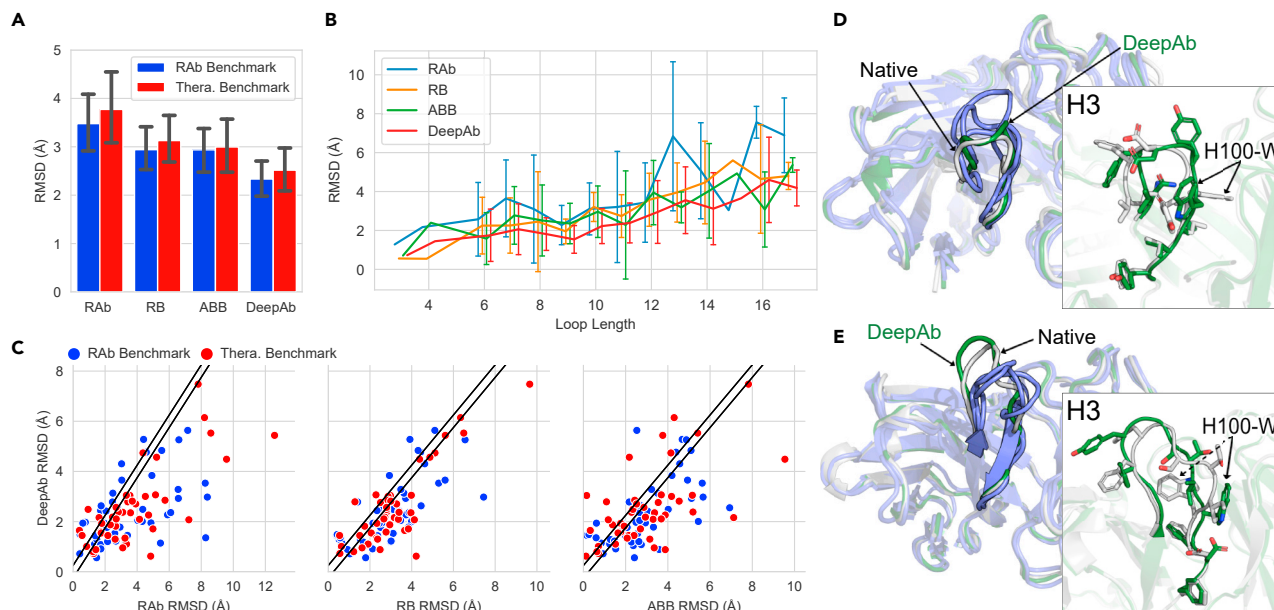 A
RMSD (Å)
5
4
3
2
1
0
RAb Benchmark
Thera. Benchmark
RAb
RB
ABB
DeepAb
B
RMSD (Å)
10
8
6
4
2
0
RAb
RB
ABB
DeepAb
4
6
8
10
12
14
16
Loop Length
C
RAb Benchmark
Thera. Benchmark
DeepAb RMSD (Å)
8
6
4
2
0
0
2
4
6
8
10
12
14
RAb RMSD (Å)
0
2
4
6
8
10
RB RMSD (Å)
0
2
4
6
8
10
ABB RMSD (Å)
D
DeepAb
Native
H3
H100-W
E
DeepAb
Native
H3
H100-W